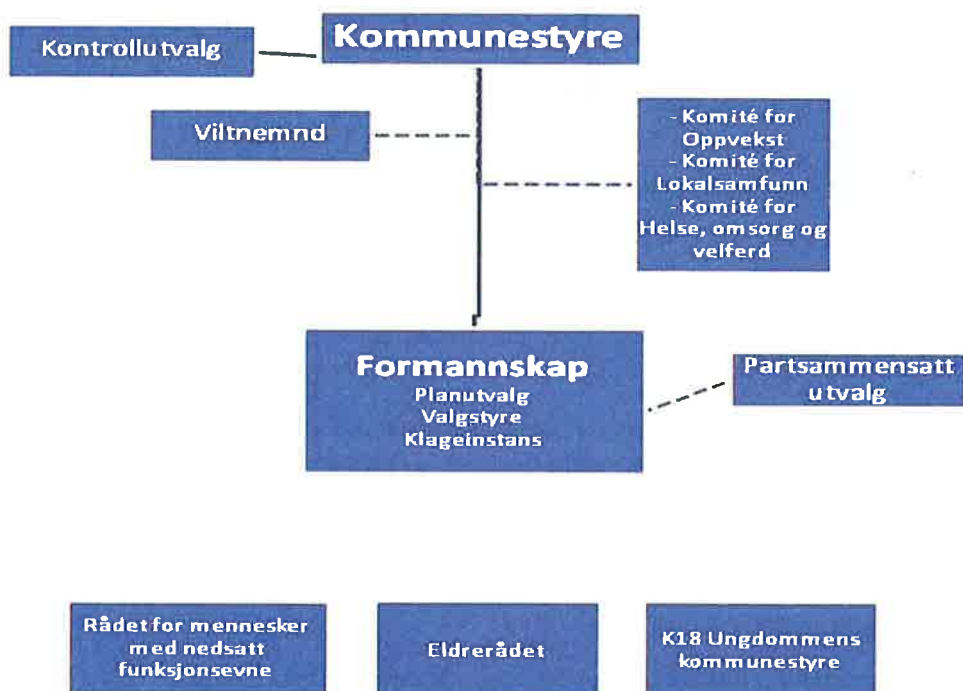 Kommunestyre
Kontrollutvalg
Viltnemnd
- Komité for
Oppvekst
- Komité for
Lokalsamfunn
- Komité for
Helse, omsorg og
velferd
Formannskap
Planutvalg
Valgstyre
Klageinstans
Partsammensatt
utvalg
Rådet for mennesker
med nedsatt
funksjonsevne
Eldrerådet
K18 Ungdommens
kommunestyre